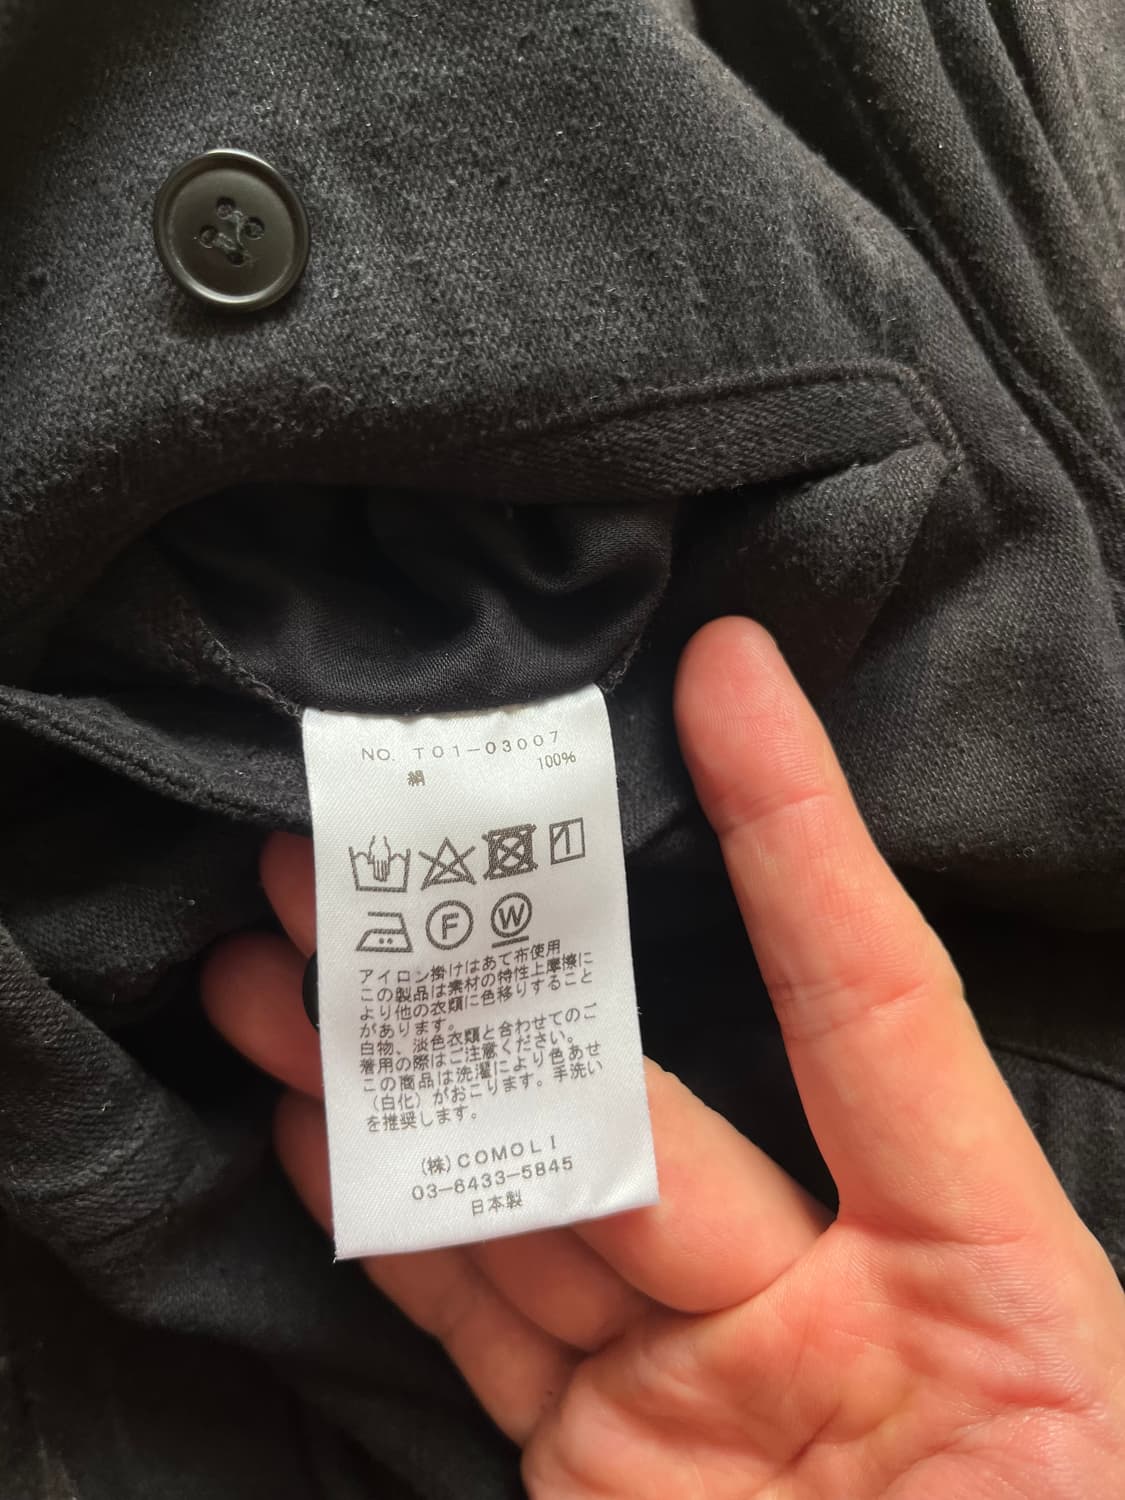 NO. T01-03007
絹 100%
F W
アイロン掛けはあて布使用
この製品は素材の特性上摩擦に
より他の衣類に色移りすること
があります。
白物、淡色衣類と合わせてのご
着用の際はご注意ください。
この商品は洗濯により色あせ
(白化)がおこります。手洗い
を推奨します。
(株)COMOLI
03-6433-5845
日本製